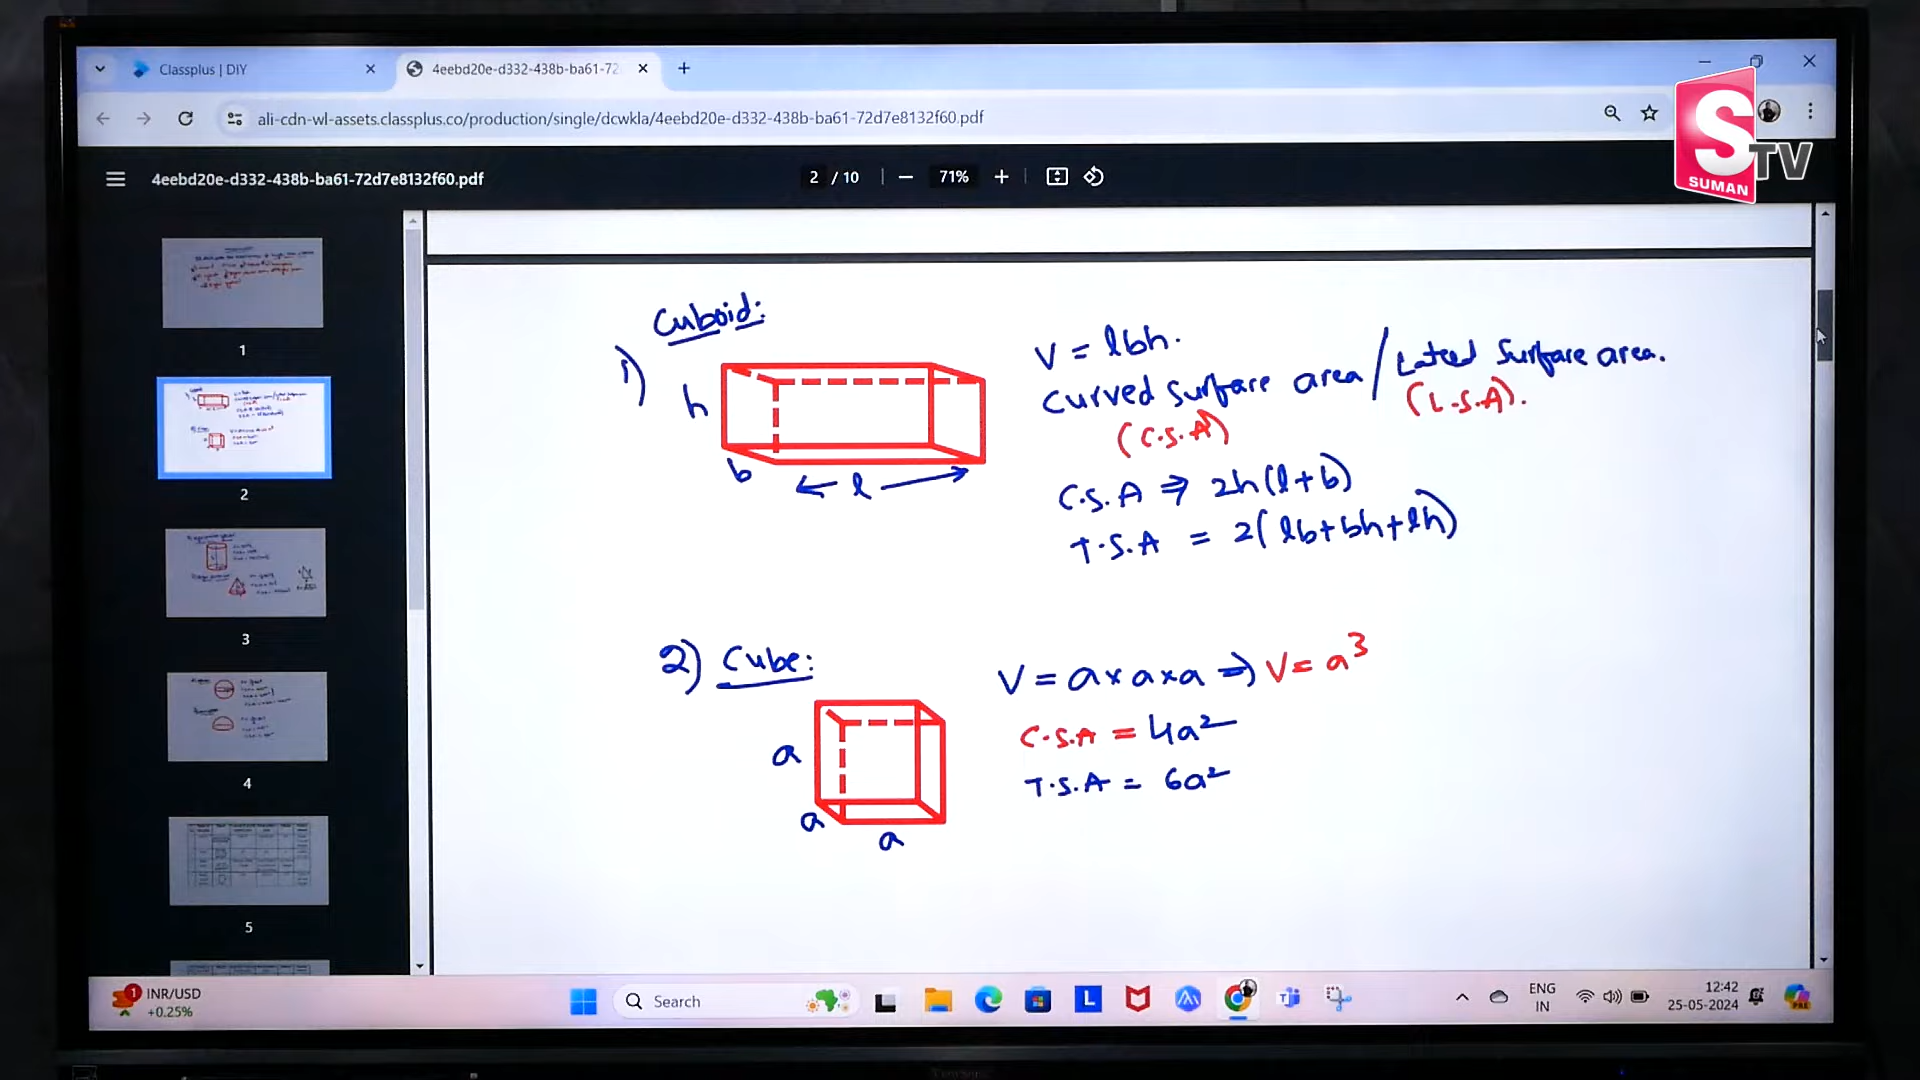 Classplus | DIY
4eebd20e-d332-438b-ba61-72
ali-cdn-wl-assets.classplus.co/production/single/dcwkla/4eebd20e-d332-438b-ba61-72d7e8132f60.pdf
S TV
SUMAN
4eebd20e-d332-438b-ba61-72d7e8132f60.pdf
2 / 10
71%
1
2
3
4
5
Cuboid:
1)
h
b
l
V = lbh.
Curved surface area / Lateral Surface area.
(C.S.A)
(L.S.A).
C.S.A ⇒ 2h(l+b)
T.S.A = 2(lb+bh+lh)
2) Cube:
a
a
a
V = a×a×a ⇒ V = a³
C.S.A = 4a²
T.S.A = 6a²
1
INR/USD
+0.25%
Search
L
ENG
IN
12:42
25-05-2024